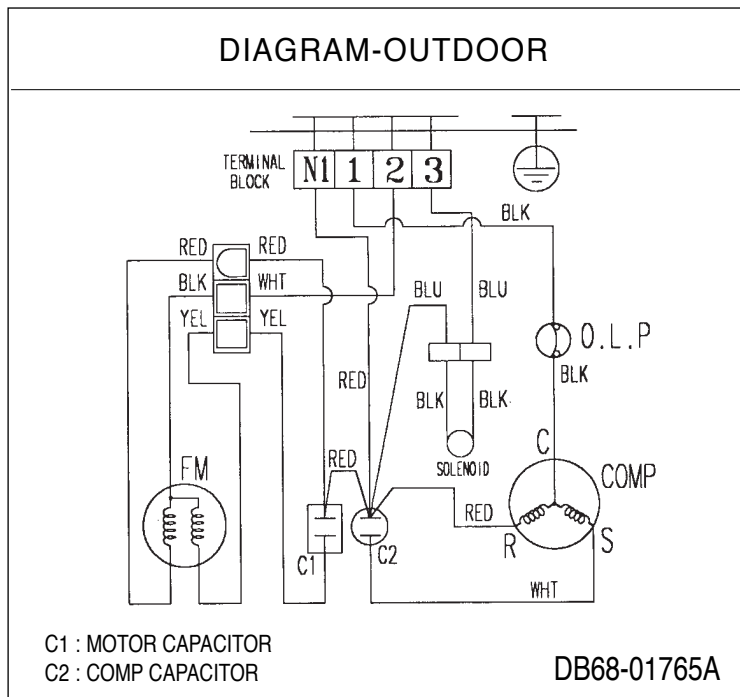 DIAGRAM-OUTDOOR
TERMINAL
BLOCK
N1 1 2 3
BLK
RED RED
BLK WHT
YEL YEL
BLU BLU
O.L.P
RED
BLK
BLK BLK
FM
C
RED
SOLENOID
COMP
RED
R S
C1 C2
WHT
C1 : MOTOR CAPACITOR
C2 : COMP CAPACITOR
DB68-01765A